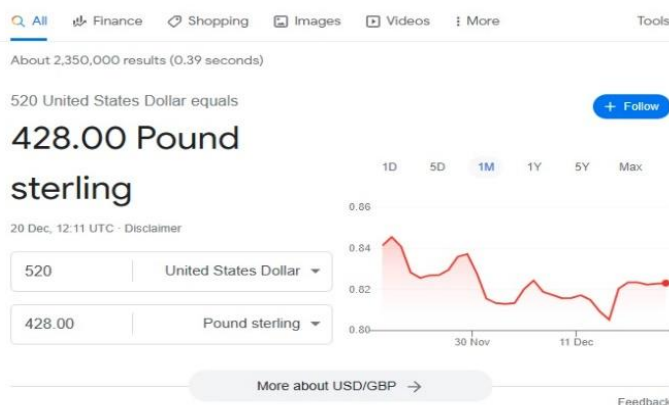 All Finance Shopping Images Videos More Tools
About 2,350,000 results (0.39 seconds)
520 United States Dollar equals
428.00 Pound
sterling
20 Dec, 12:11 UTC · Disclaimer
520 United States Dollar
428.00 Pound sterling
+ Follow
1D 5D 1M 1Y 5Y Max
0.86
0.84
0.82
0.80
30 Nov 11 Dec
More about USD/GBP →
Feedback